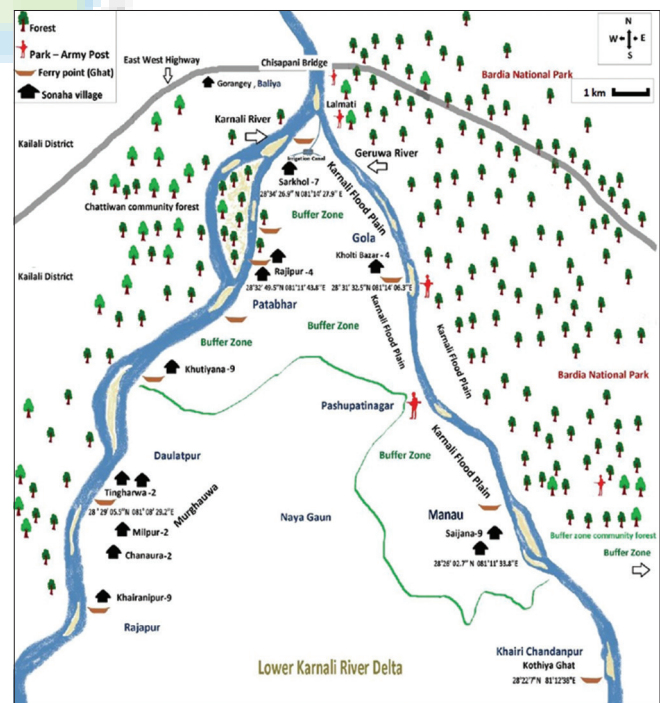 Forest
Park – Army Post
Ferry point (Ghat)
Sonaha village
East West Highway
Chisapani Bridge
N
W E
S
Bardia National Park
1 km
Gorangey , Baliya
Lalmati
Kailali District
Karnali River
Irrigation Canal
Geruwa River
Sarkhol -7
28°34' 26.9" N 081°14' 27.9" E
Karnali Flood Plain
Chattiwan community forest
Buffer Zone
Gola
Kailali District
Kholti Bazar - 4
Rajipur -4
28°32' 49.5"N 081°11' 43.8"E
28°31' 32.5"N 081°14' 06.3"E
Patabhar
Buffer Zone
Karnali Flood Plain
Karnali Flood Plain
Buffer Zone
Khutiyana -9
Bardia National Park
Pashupatinagar
Daulatpur
Buffer Zone
Karnali Flood Plain
Tingharwa -2
28°29' 05.5"N 081°08' 29.2"E
Murghauwa
Naya Gaun
Manau
Milpur -2
Saijana -9
Buffer zone community forest
Chanaura -2
28°26' 02.7" N 081°11' 33.8"E
Buffer Zone
Khairanipur -9
Rajapur
Khairi Chandanpur
Lower Karnali River Delta
Kothiya Ghat
28°22'7"N 81°12'38"E